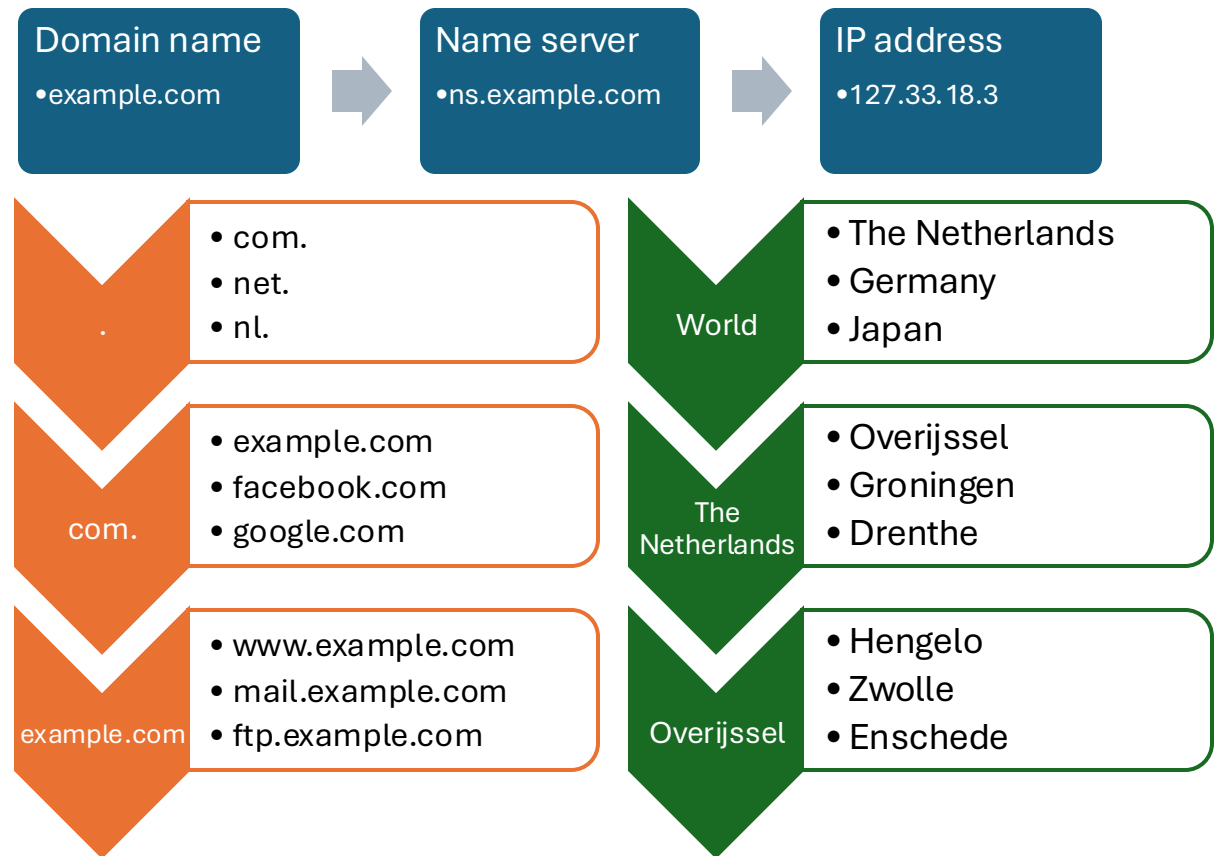 Domain name
•example.com
Name server
•ns.example.com
IP address
•127.33.18.3
.
• com.
• net.
• nl.
com.
• example.com
• facebook.com
• google.com
example.com
• www.example.com
• mail.example.com
• ftp.example.com
World
• The Netherlands
• Germany
• Japan
The
Netherlands
• Overijssel
• Groningen
• Drenthe
Overijssel
• Hengelo
• Zwolle
• Enschede